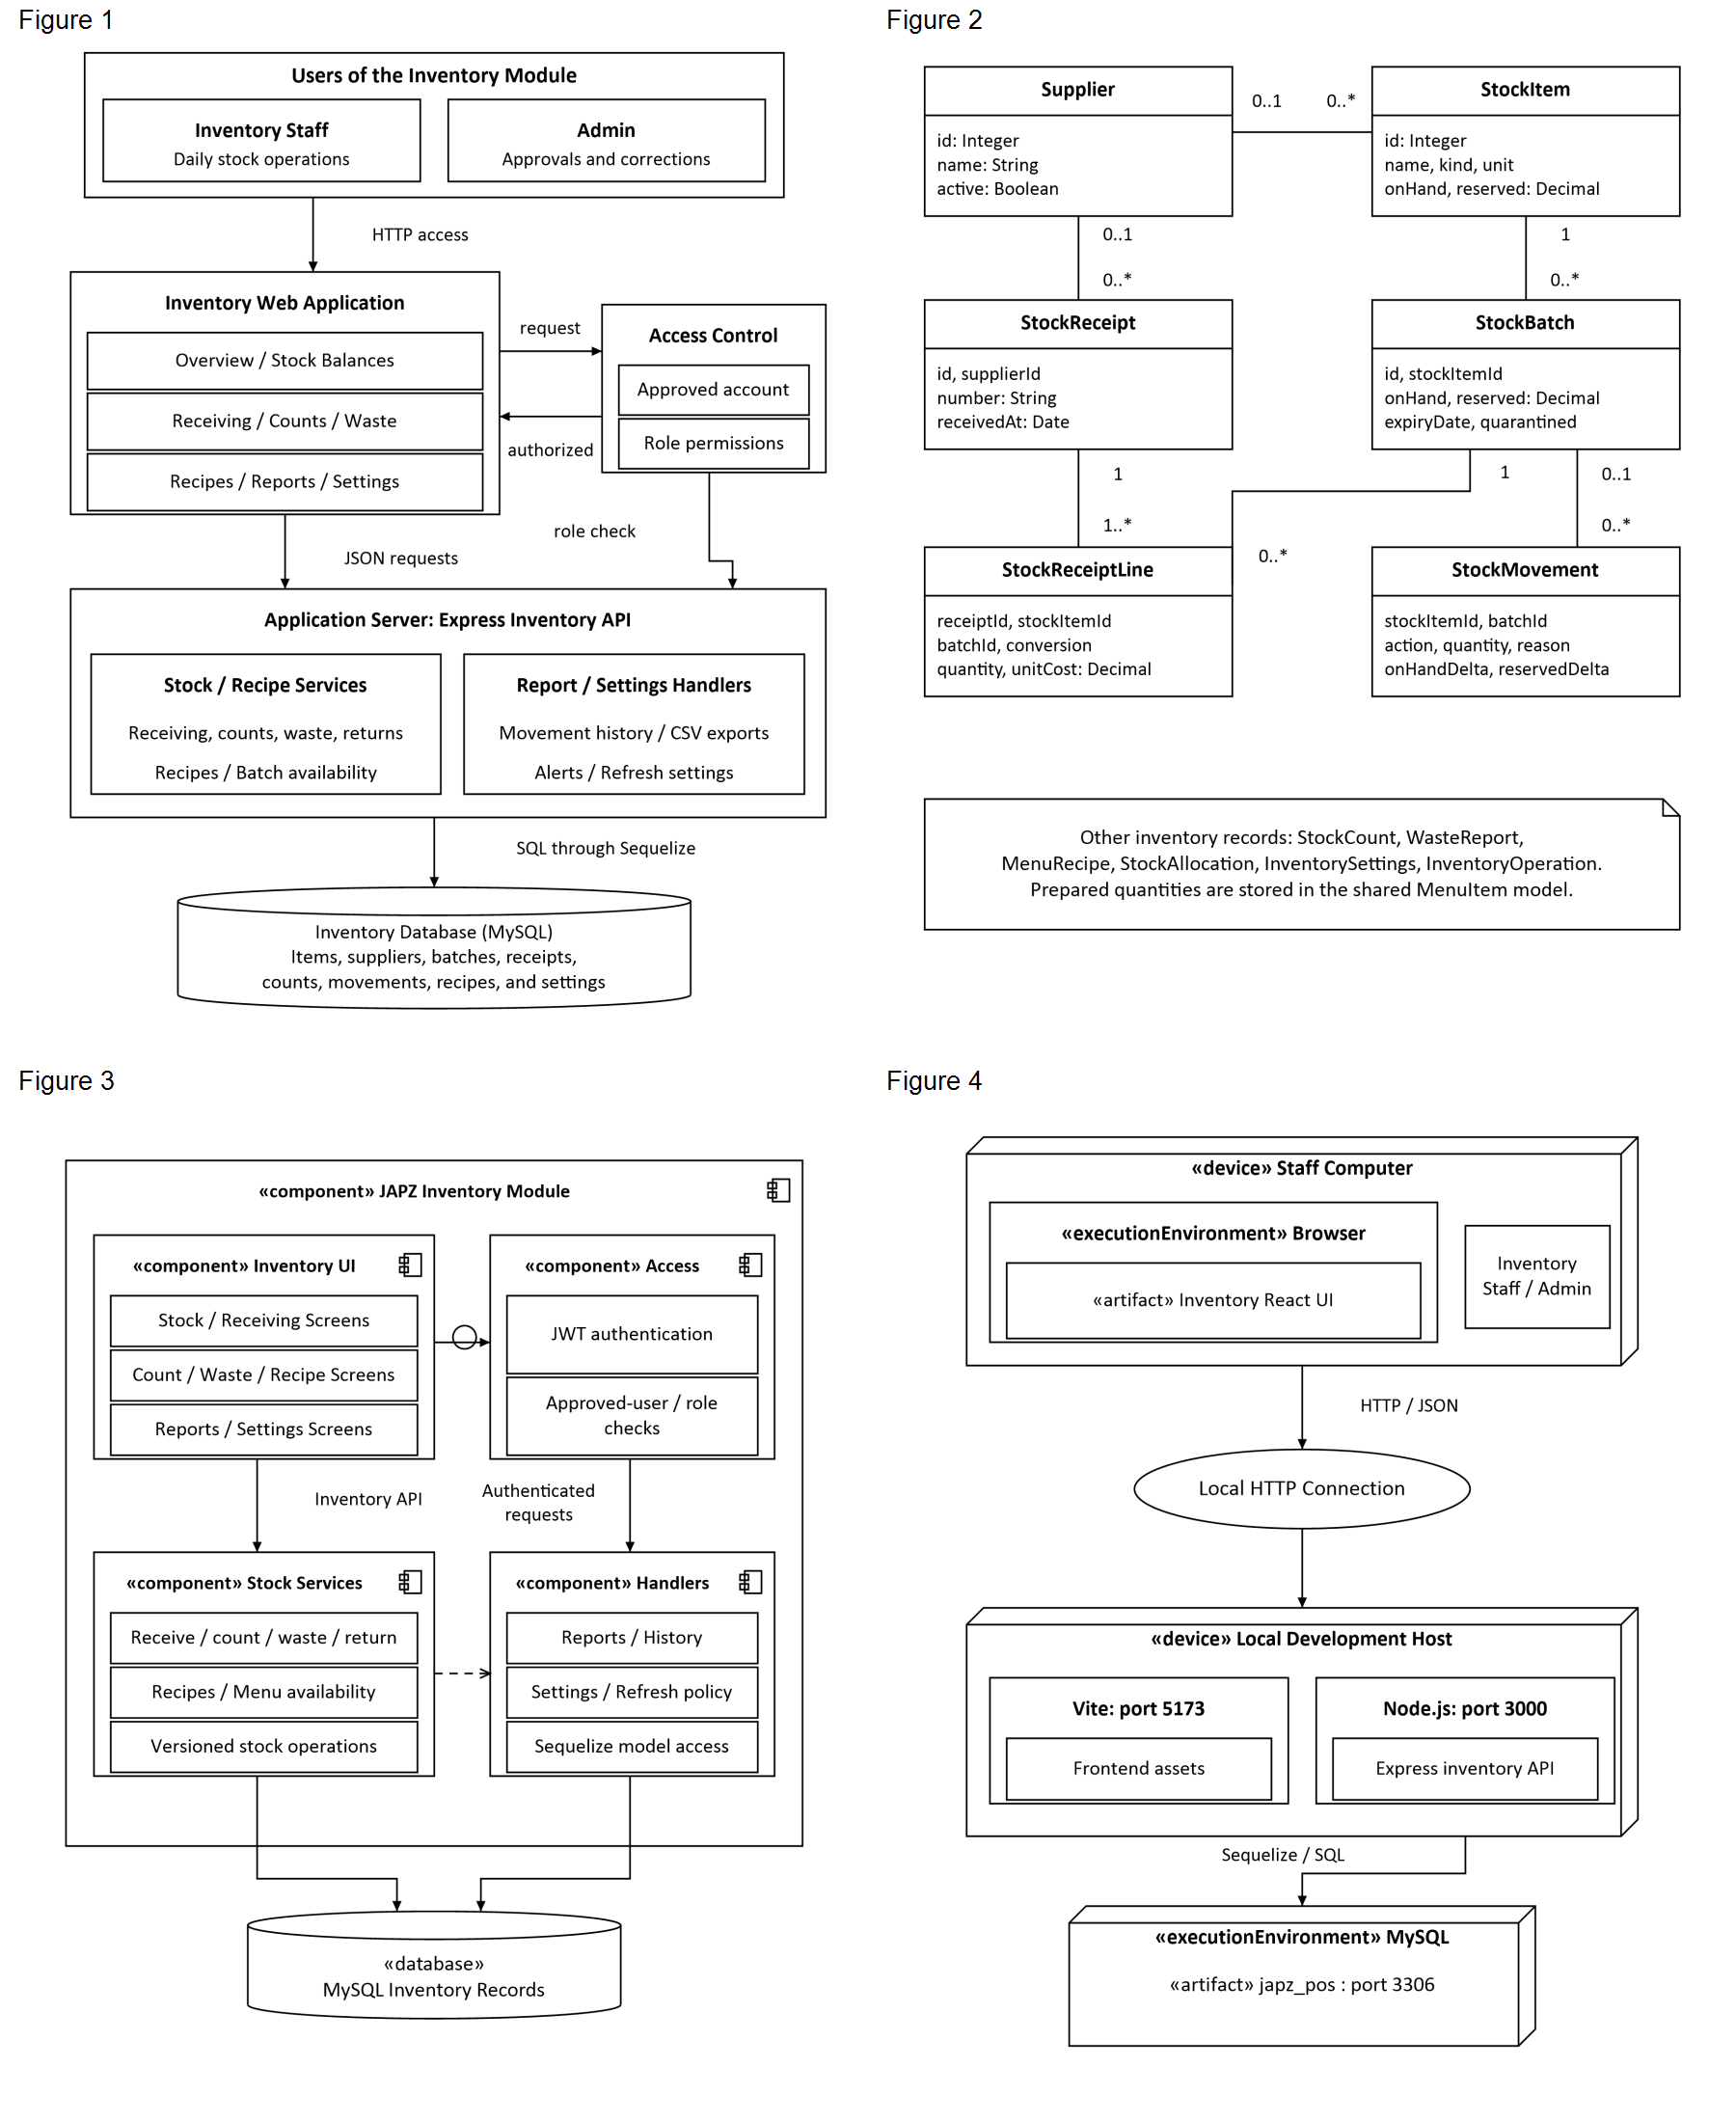 Figure 1
Users of the Inventory Module
Inventory Staff
Daily stock operations
Admin
Approvals and corrections
HTTP access
Inventory Web Application
Overview / Stock Balances
Receiving / Counts / Waste
Recipes / Reports / Settings
request
authorized
Access Control
Approved account
Role permissions
role check
JSON requests
Application Server: Express Inventory API
Stock / Recipe Services
Receiving, counts, waste, returns
Recipes / Batch availability
Report / Settings Handlers
Movement history / CSV exports
Alerts / Refresh settings
SQL through Sequelize
Inventory Database (MySQL)
Items, suppliers, batches, receipts,
counts, movements, recipes, and settings
Figure 2
Supplier
id: Integer
name: String
active: Boolean
0..1
0..*
StockItem
id: Integer
name, kind, unit
onHand, reserved: Decimal
0..1
0..*
1
0..*
StockReceipt
id, supplierId
number: String
receivedAt: Date
StockBatch
id, stockItemId
onHand, reserved: Decimal
expiryDate, quarantined
1
1..*
1
0..*
0..1
0..*
StockReceiptLine
receiptId, stockItemId
batchId, conversion
quantity, unitCost: Decimal
StockMovement
stockItemId, batchId
action, quantity, reason
onHandDelta, reservedDelta
Other inventory records: StockCount, WasteReport,
MenuRecipe, StockAllocation, InventorySettings, InventoryOperation.
Prepared quantities are stored in the shared MenuItem model.
Figure 3
«component» JAPZ Inventory Module
«component» Inventory UI
Stock / Receiving Screens
Count / Waste / Recipe Screens
Reports / Settings Screens
«component» Access
JWT authentication
Approved-user / role
checks
Inventory API
Authenticated
requests
«component» Stock Services
Receive / count / waste / return
Recipes / Menu availability
Versioned stock operations
«component» Handlers
Reports / History
Settings / Refresh policy
Sequelize model access
«database»
MySQL Inventory Records
Figure 4
«device» Staff Computer
«executionEnvironment» Browser
«artifact» Inventory React UI
Inventory
Staff / Admin
HTTP / JSON
Local HTTP Connection
«device» Local Development Host
Vite: port 5173
Frontend assets
Node.js: port 3000
Express inventory API
Sequelize / SQL
«executionEnvironment» MySQL
«artifact» japz_pos : port 3306